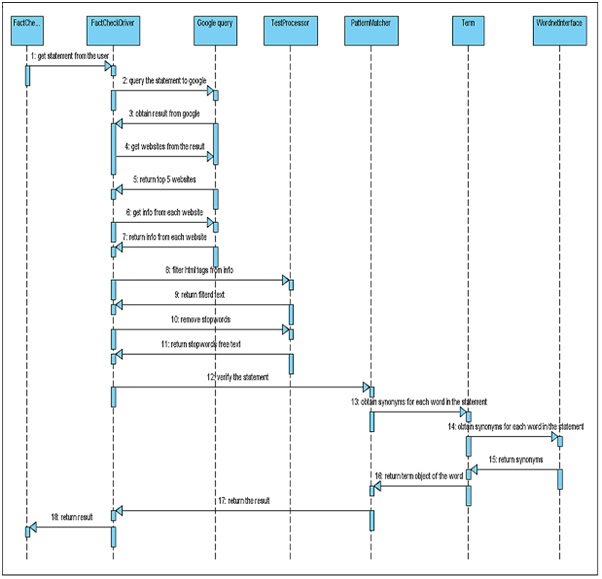 FactChe...
FactCheckDriver
Google query
TestProcessor
PatternMatcher
Term
WordnetInterface
1: get statement from the user
2: query the statement to google
3: obtain result from google
4: get websites from the result
5: return top 5 websites
6: get info from each website
7: return info from each website
8: filter html tags from info
9: return filterd text
10: remove stopwords
11: return stopwords free text
12: verify the statement
13: obtain synonyms for each word in the statement
14: obtain synonyms for each word in the statement
15: return synonyms
16: return term object of the word
17: return the result
18: return result